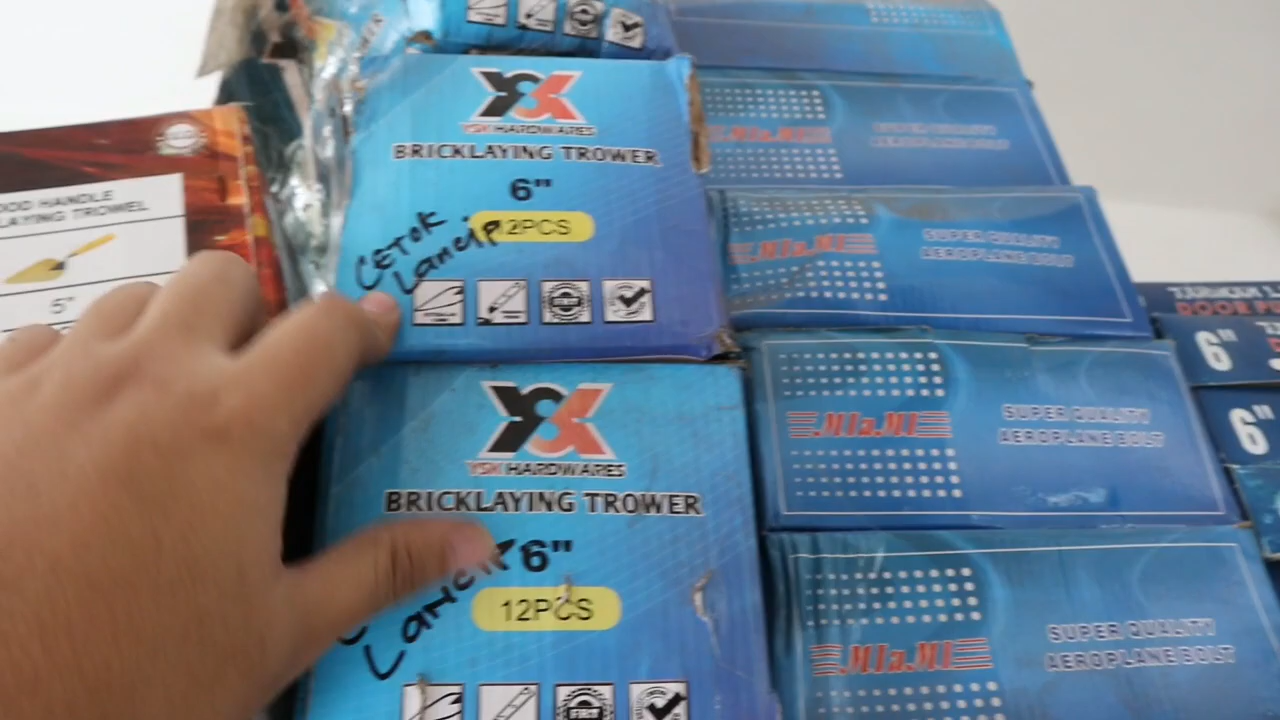 LAYING TROWEL
5"
YSK HARDWARES
BRICKLAYING TROWER
6"
12PCS
CETOK
Lancip
YSK HARDWARES
BRICKLAYING TROWER
6"
12PCS
Lancip
MIaMI
SUPER QUALITY
AEROPLANE BOLT
MIaMI
SUPER QUALITY
AEROPLANE BOLT
MIaMI
SUPER QUALITY
AEROPLANE BOLT
MIaMI
SUPER QUALITY
AEROPLANE BOLT
6"
6"